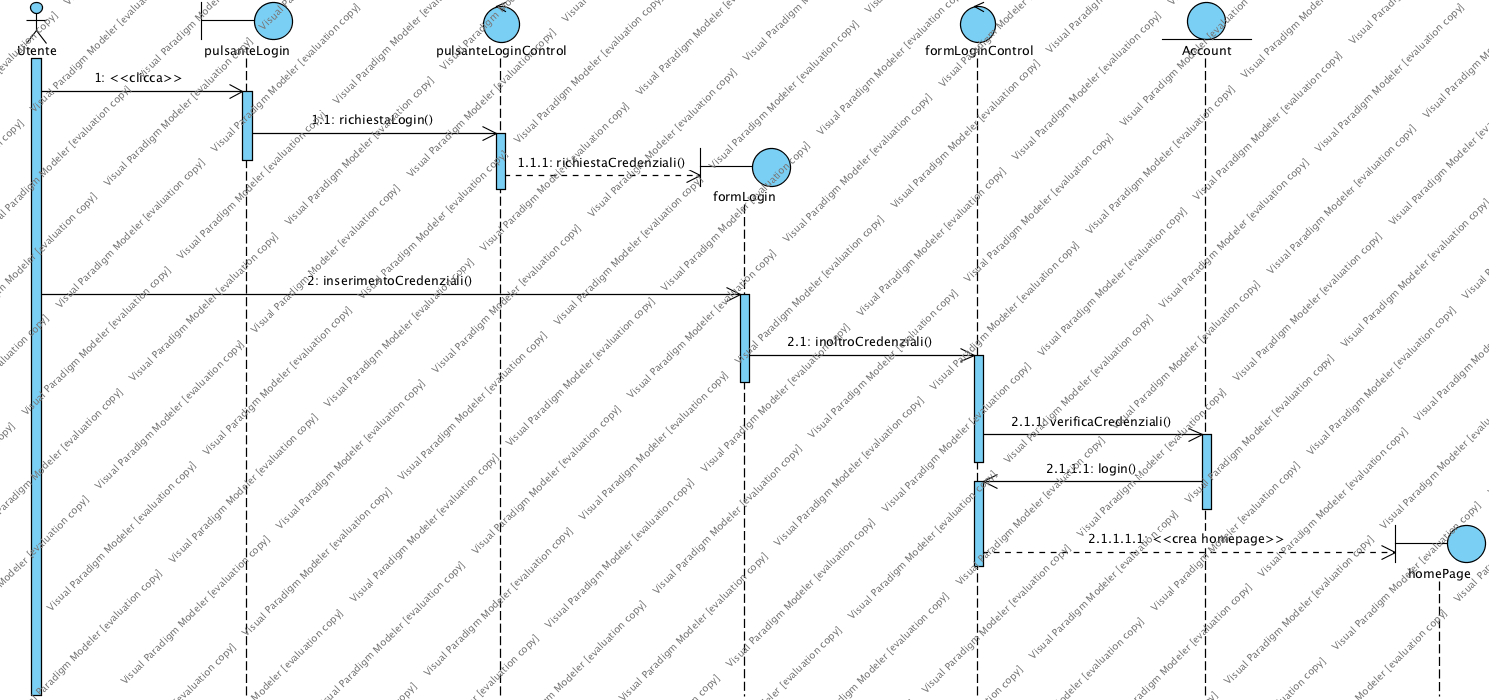 Utente
pulsanteLogin
pulsanteLoginControl
formLoginControl
Account
1: <<clicca>>
1.1: richiestaLogin()
1.1.1: richiestaCredenziali()
formLogin
2: inserimentoCredenziali()
2.1: inoltroCredenziali()
2.1.1: verificaCredenziali()
2.1.1.1: login()
2.1.1.1.1: <<crea homepage>>
homePage
Visual Paradigm Modeler [evaluation copy]